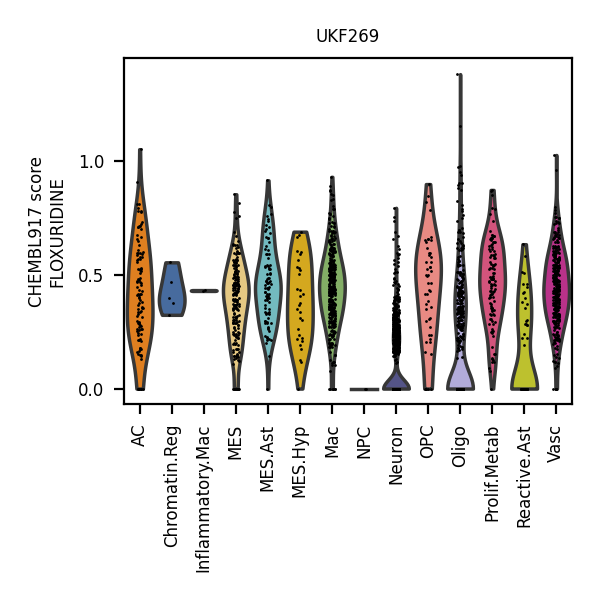 UKF269
CHEMBL917 score
FLOXURIDINE
1.0
0.5
0.0
AC
Chromatin.Reg
Inflammatory.Mac
MES
MES.Ast
MES.Hyp
Mac
NPC
Neuron
OPC
Oligo
Prolif.Metab
Reactive.Ast
Vasc